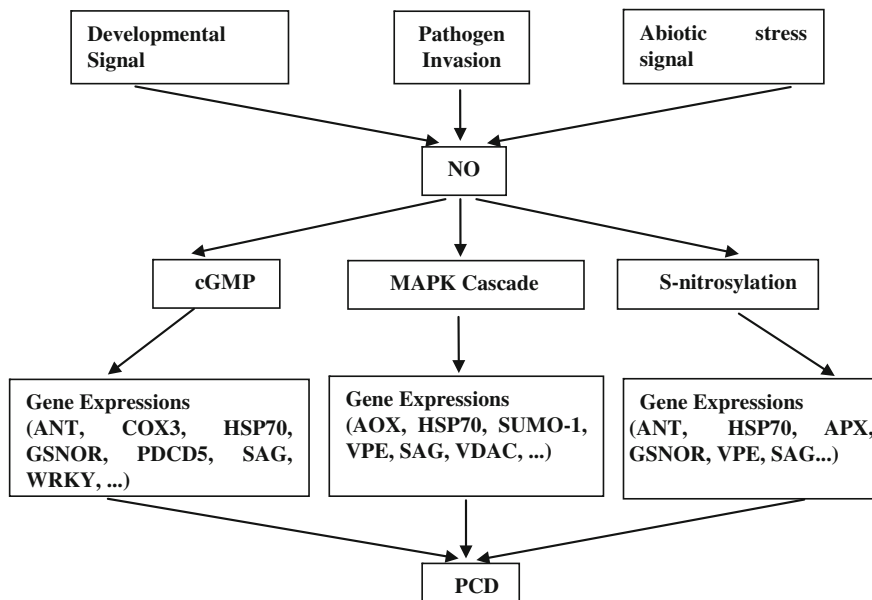 Developmental
Signal
Pathogen
Invasion
Abiotic stress
signal
NO
cGMP
MAPK Cascade
S-nitrosylation
Gene Expressions
(ANT, COX3, HSP70,
GSNOR, PDCD5, SAG,
WRKY, ...)
Gene Expressions
(AOX, HSP70, SUMO-1,
VPE, SAG, VDAC, ...)
Gene Expressions
(ANT, HSP70, APX,
GSNOR, VPE, SAG...)
PCD